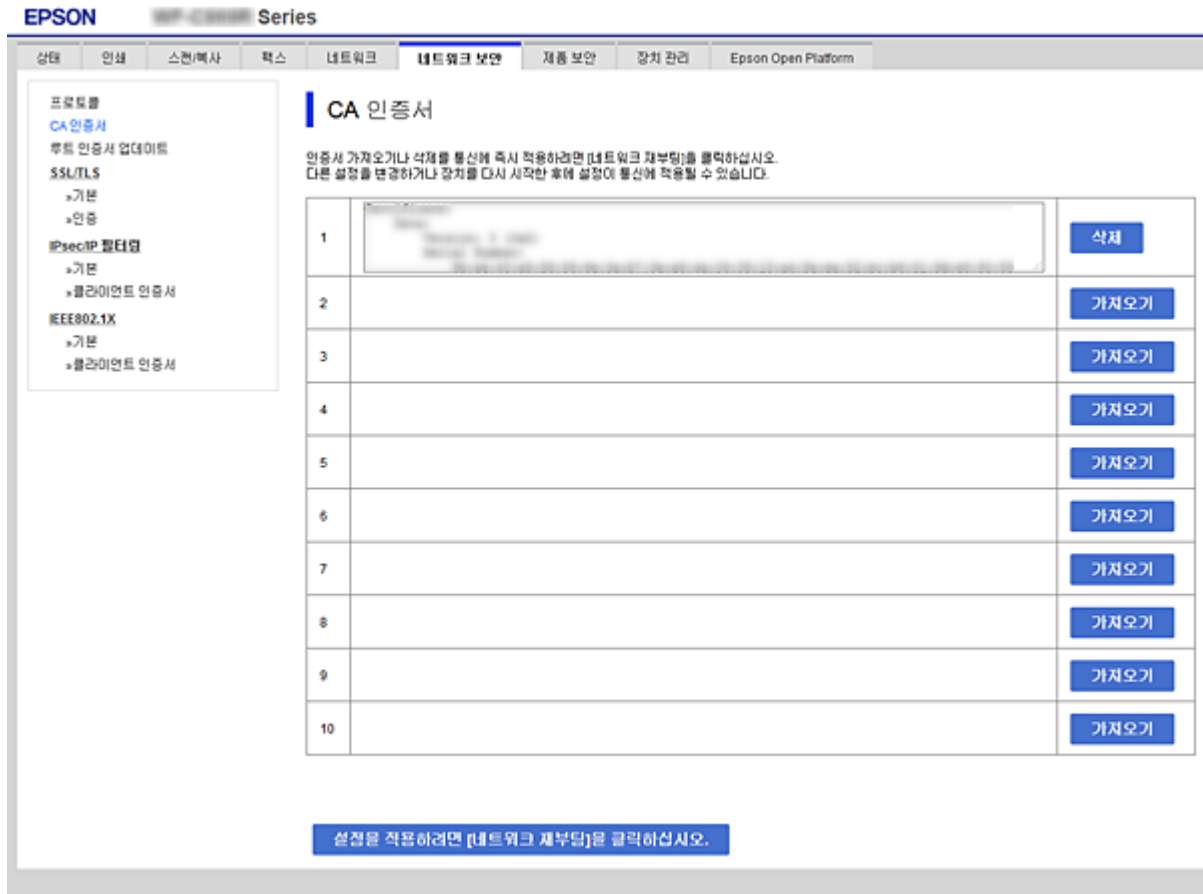 EPSON Series
상태 인쇄 스캔/복사 팩스 네트워크 네트워크 보안 제품 보안 장치 관리 Epson Open Platform
프로토콜
CA 인증서
루트 인증서 업데이트
SSL/TLS
»기본
»인증
IPsec/IP 필터링
»기본
»클라이언트 인증서
IEEE802.1X
»기본
»클라이언트 인증서
CA 인증서
인증서 가져오기나 삭제를 통신에 즉시 적용하려면 [네트워크 재부팅]을 클릭하십시오.
다른 설정을 변경하거나 장치를 다시 시작한 후에 설정이 통신에 적용될 수 있습니다.
1 삭제
2 가져오기
3 가져오기
4 가져오기
5 가져오기
6 가져오기
7 가져오기
8 가져오기
9 가져오기
10 가져오기
설정을 적용하려면 [네트워크 재부팅]을 클릭하십시오.